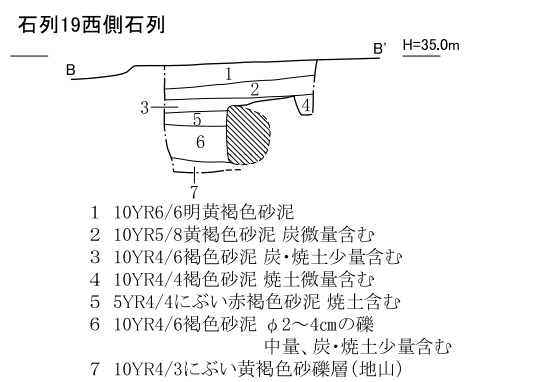 石列19西側石列
B
B'
H=35.0m
1
2
3
4
5
6
7
1 10YR6/6明黄褐色砂泥
2 10YR5/8黄褐色砂泥 炭微量含む
3 10YR4/6褐色砂泥 炭・焼土少量含む
4 10YR4/4褐色砂泥 焼土微量含む
5 5YR4/4にぶい赤褐色砂泥 焼土含む
6 10YR4/6褐色砂泥 φ2～4㎝の礫
中量、炭・焼土少量含む
7 10YR4/3にぶい黄褐色砂礫層（地山）